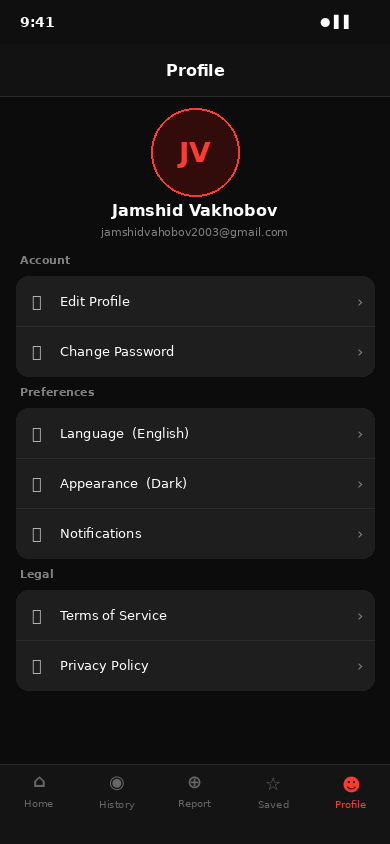 9:41
Profile
JV
Jamshid Vakhobov
jamshidvahobov2003@gmail.com
Account
Edit Profile
Change Password
Preferences
Language (English)
Appearance (Dark)
Notifications
Legal
Terms of Service
Privacy Policy
Home History Report Saved Profile